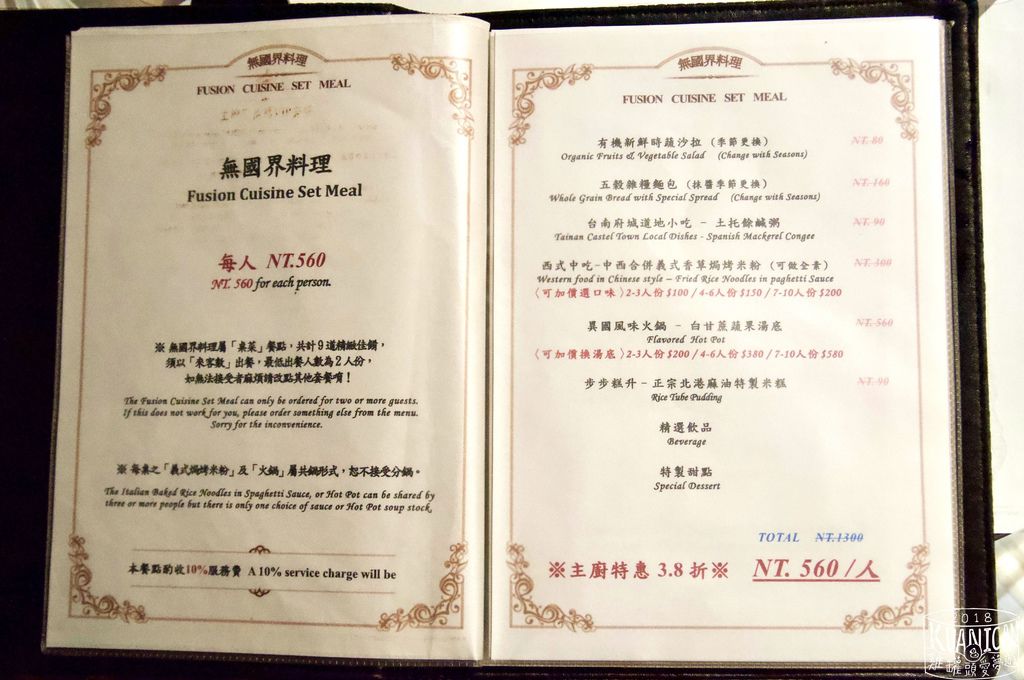 無國界料理
FUSION CUISINE SET MEAL
無國界料理
Fusion Cuisine Set Meal
每人 NT.560
NT. 560 for each person.
※ 無國界料理屬「桌菜」餐點，共計9道精緻佳餚，
須以「來客數」出餐，最低出餐人數為2人份，
如無法接受者麻煩請改點其他套餐唷！
The Fusion Cuisine Set Meal can only be ordered for two or more guests.
If this does not work for you, please order something else from the menu.
Sorry for the inconvenience.
※ 每桌之「義式焗烤米粉」及「火鍋」屬共鍋形式，恕不接受分鍋。
The Italian Baked Rice Noodles in Spaghetti Sauce, or Hot Pot can be shared by
three or more people but there is only one choice of sauce or Hot Pot soup stock.
本餐點酌收10%服務費 A 10% service charge will be
無國界料理
FUSION CUISINE SET MEAL
有機新鮮時蔬沙拉（季節更換） NT. 80
Organic Fruits & Vegetable Salad (Change with Seasons)
五穀雜糧麵包（抹醬季節更換） NT. 160
Whole Grain Bread with Special Spread (Change with Seasons)
台南府城道地小吃 － 土托餘鹹粥 NT. 90
Tainan Castel Town Local Dishes - Spanish Mackerel Congee
西式中吃－中西合併義式香草焗烤米粉（可做全素） NT. 300
Western food in Chinese style – Fried Rice Noodles in paghetti Sauce
〈可加價選口味〉2-3人份$100 / 4-6人份$150 / 7-10人份$200
異國風味火鍋 － 白甘蔗蔬果湯底 NT. 560
Flavored Hot Pot
〈可加價換湯底〉2-3人份$200 / 4-6人份$380 / 7-10人份$580
步步糕升－正宗北港麻油特製米糕 NT. 90
Rice Tube Pudding
精選飲品
Beverage
特製甜點
Special Dessert
TOTAL NT.1300
※主廚特惠 3.8 折※ NT. 560 /人
2018